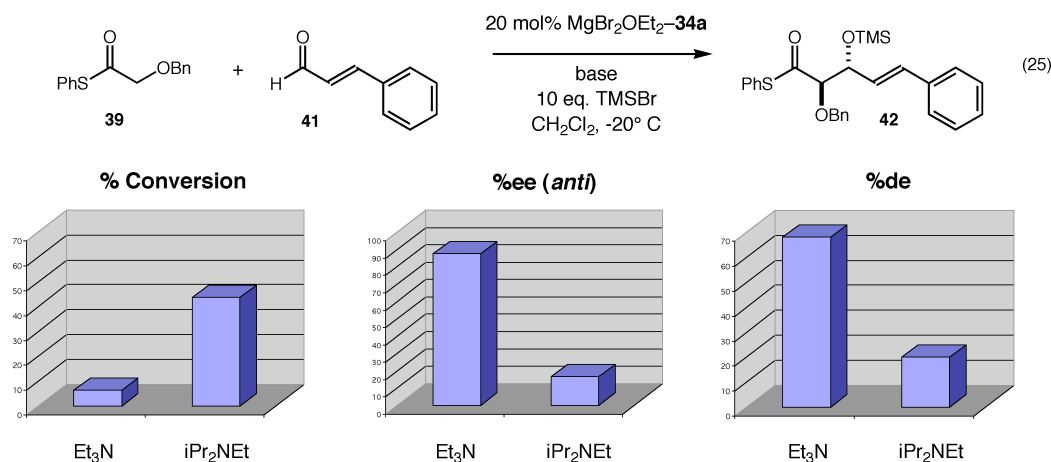 20 mol% MgBr₂OEt₂–34a
base
10 eq. TMSBr
CH₂Cl₂, -20° C
O
PhS
OBn
39
+
O
H
41
O
OTMS
PhS
OBn
42
(25)
% Conversion
70
60
50
40
30
20
10
0
Et₃N
iPr₂NEt
%ee (anti)
100
90
80
70
60
50
40
30
20
10
0
Et₃N
iPr₂NEt
%de
70
60
50
40
30
20
10
0
Et₃N
iPr₂NEt